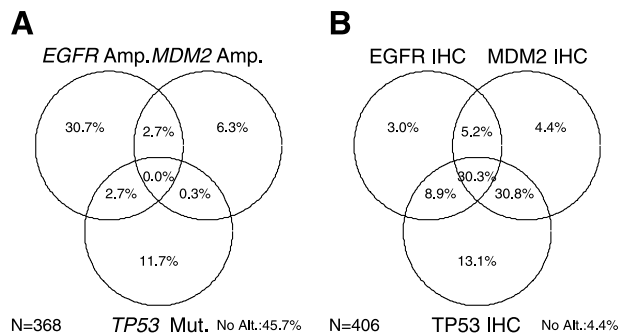 A
B
EGFR Amp. MDM2 Amp.
EGFR IHC MDM2 IHC
30.7% 2.7% 6.3%
0.0%
2.7% 0.3%
11.7%
3.0% 5.2% 4.4%
30.3%
8.9% 30.8%
13.1%
N=368 TP53 Mut. No Alt.:45.7%
N=406 TP53 IHC No Alt.:4.4%